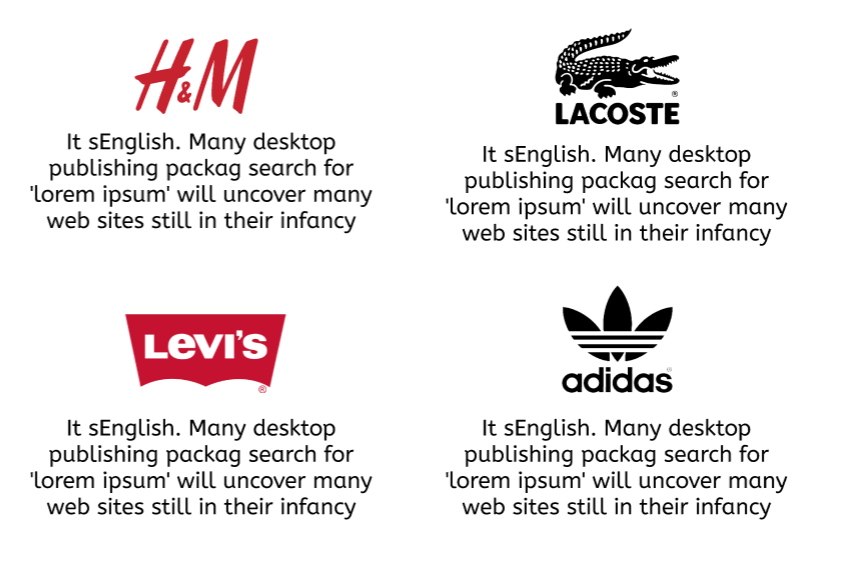 H&M
It sEnglish. Many desktop
publishing packag search for
'lorem ipsum' will uncover many
web sites still in their infancy
®
LACOSTE
It sEnglish. Many desktop
publishing packag search for
'lorem ipsum' will uncover many
web sites still in their infancy
LEVI'S
®
It sEnglish. Many desktop
publishing packag search for
'lorem ipsum' will uncover many
web sites still in their infancy
adidas
It sEnglish. Many desktop
publishing packag search for
'lorem ipsum' will uncover many
web sites still in their infancy